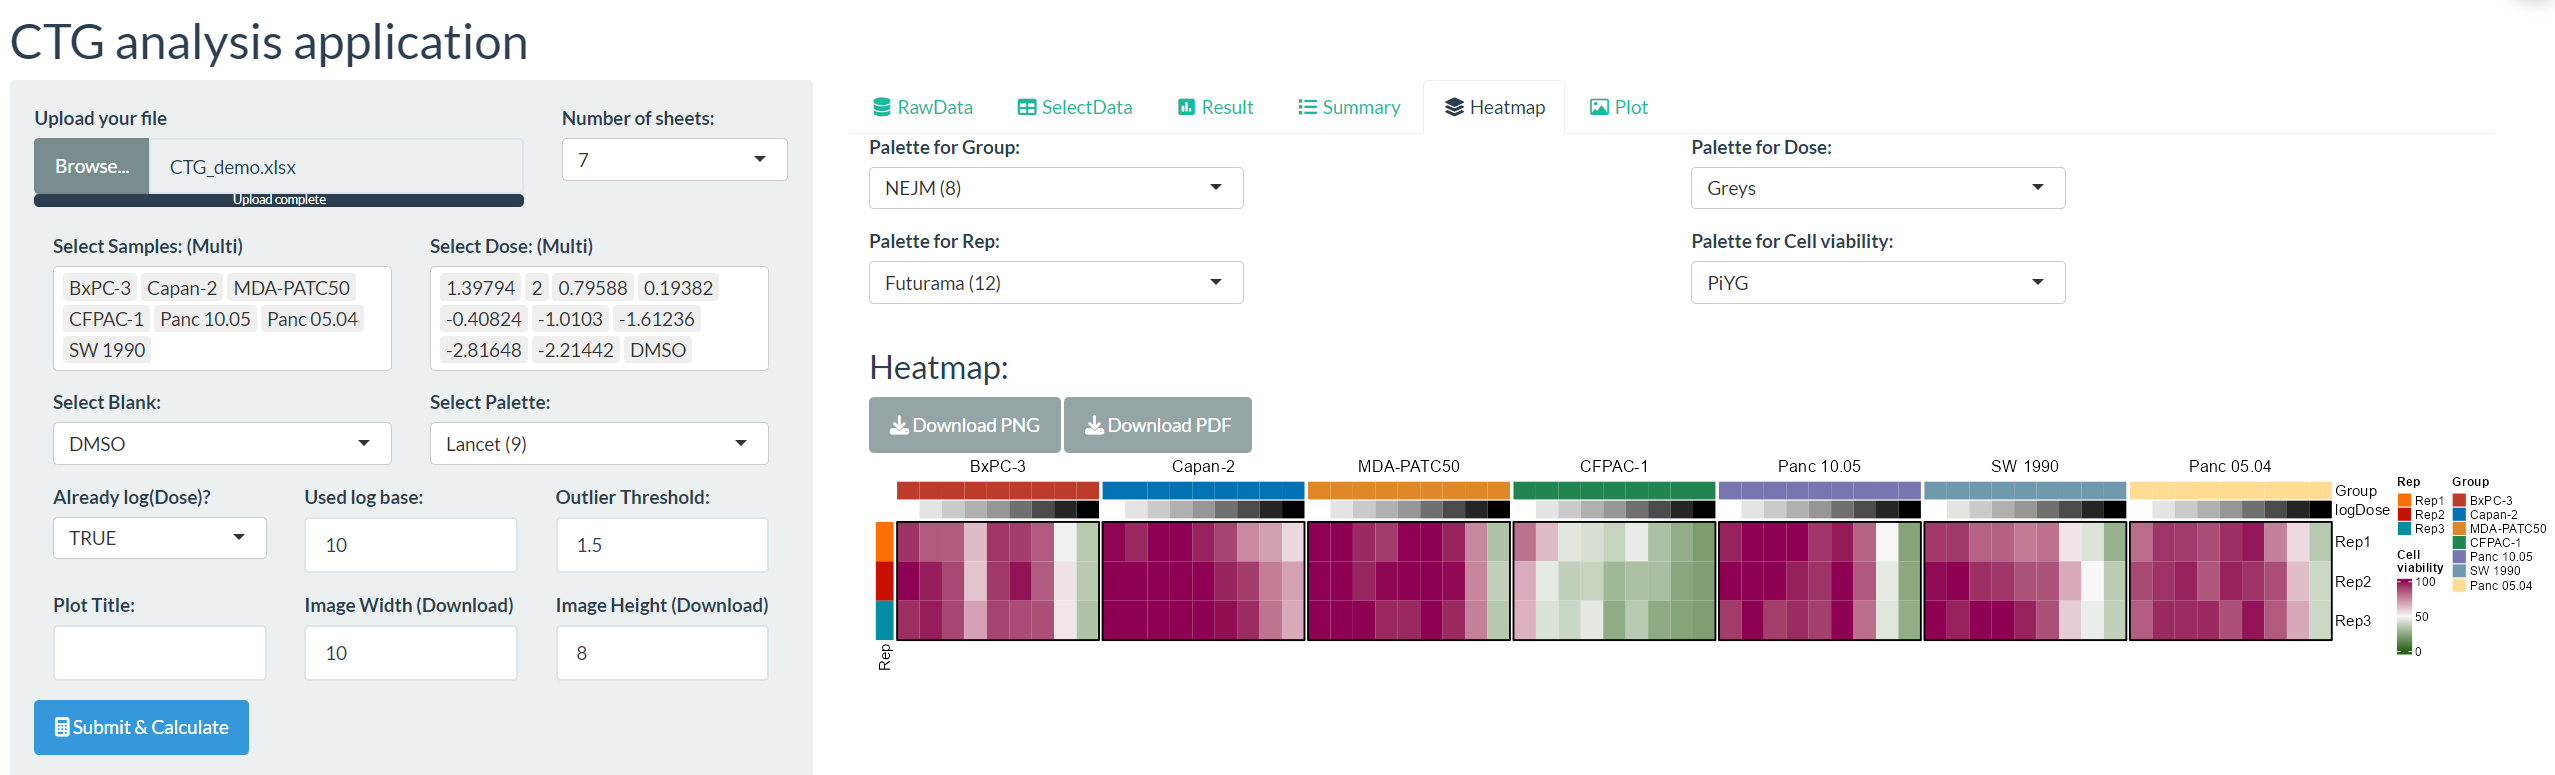 CTG analysis application
Upload your file
Number of sheets:
Browse...
CTG_demo.xlsx
7
Upload complete
Select Samples: (Multi)
Select Dose: (Multi)
BxPC-3 Capan-2 MDA-PATC50
1.39794 2 0.79588 0.19382
CFPAC-1 Panc 10.05 Panc 05.04
-0.40824 -1.0103 -1.61236
SW 1990
-2.81648 -2.21442 DMSO
Select Blank:
Select Palette:
DMSO
Lancet (9)
Already log(Dose)?
Used log base:
Outlier Threshold:
TRUE
10
1.5
Plot Title:
Image Width (Download)
Image Height (Download)
10
8
Submit & Calculate
RawData
SelectData
Result
Summary
Heatmap
Plot
Palette for Group:
Palette for Dose:
NEJM (8)
Greys
Palette for Rep:
Palette for Cell viability:
Futurama (12)
PiYG
Heatmap:
Download PNG
Download PDF
BxPC-3
Capan-2
MDA-PATC50
CFPAC-1
Panc 10.05
SW 1990
Panc 05.04
Group
logDose
Rep1
Rep2
Rep3
Rep
Rep
Rep1
Rep2
Rep3
Cell
viability
100
50
0
Group
BxPC-3
Capan-2
MDA-PATC50
CFPAC-1
Panc 10.05
SW 1990
Panc 05.04